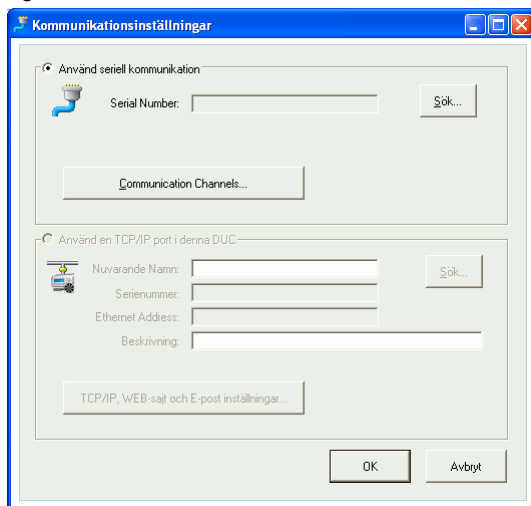 Kommunikationsinställningar
Använd seriell kommunikation
Serial Number:
Sök...
Communication Channels...
Använd en TCP/IP port i denna DUC
Nuvarande Namn:
Sök...
Serienummer:
Ethernet Address:
Beskrivning:
TCP/IP, WEB-sajt och E-post inställningar...
OK
Avbryt